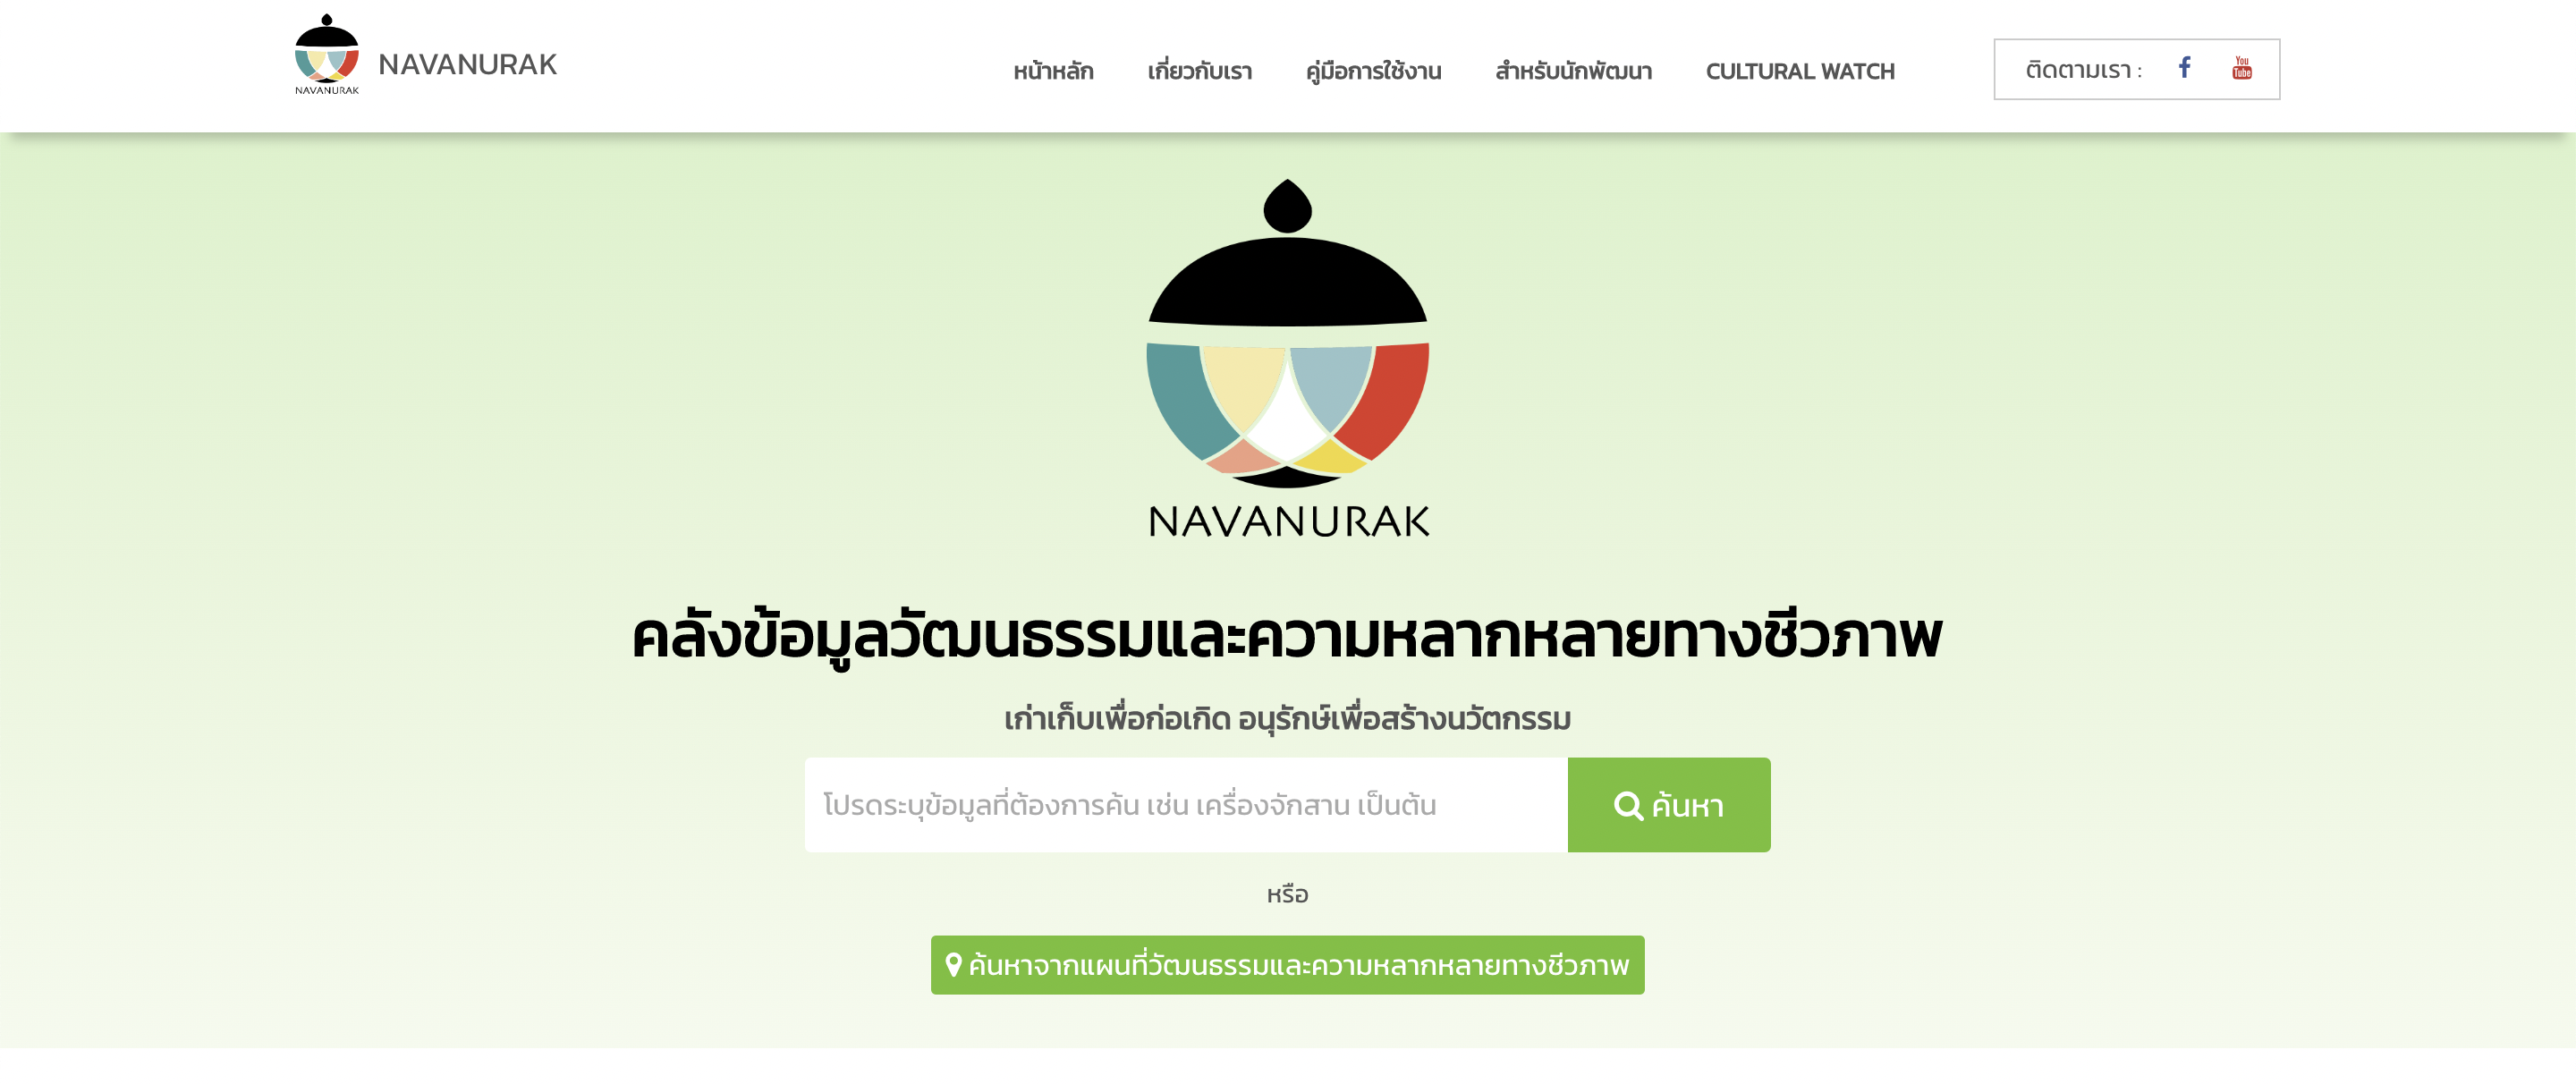 NAVANURAK
NAVANURAK
หน้าหลัก เกี่ยวกับเรา คู่มือการใช้งาน สำหรับนักพัฒนา CULTURAL WATCH
ติดตามเรา :
You Tube
NAVANURAK
คลังข้อมูลวัฒนธรรมและความหลากหลายทางชีวภาพ
เก่าเก็บเพื่อก่อเกิด อนุรักษ์เพื่อสร้างนวัตกรรม
โปรดระบุข้อมูลที่ต้องการค้น เช่น เครื่องจักสาน เป็นต้น
ค้นหา
หรือ
ค้นหาจากแผนที่วัฒนธรรมและความหลากหลายทางชีวภาพ